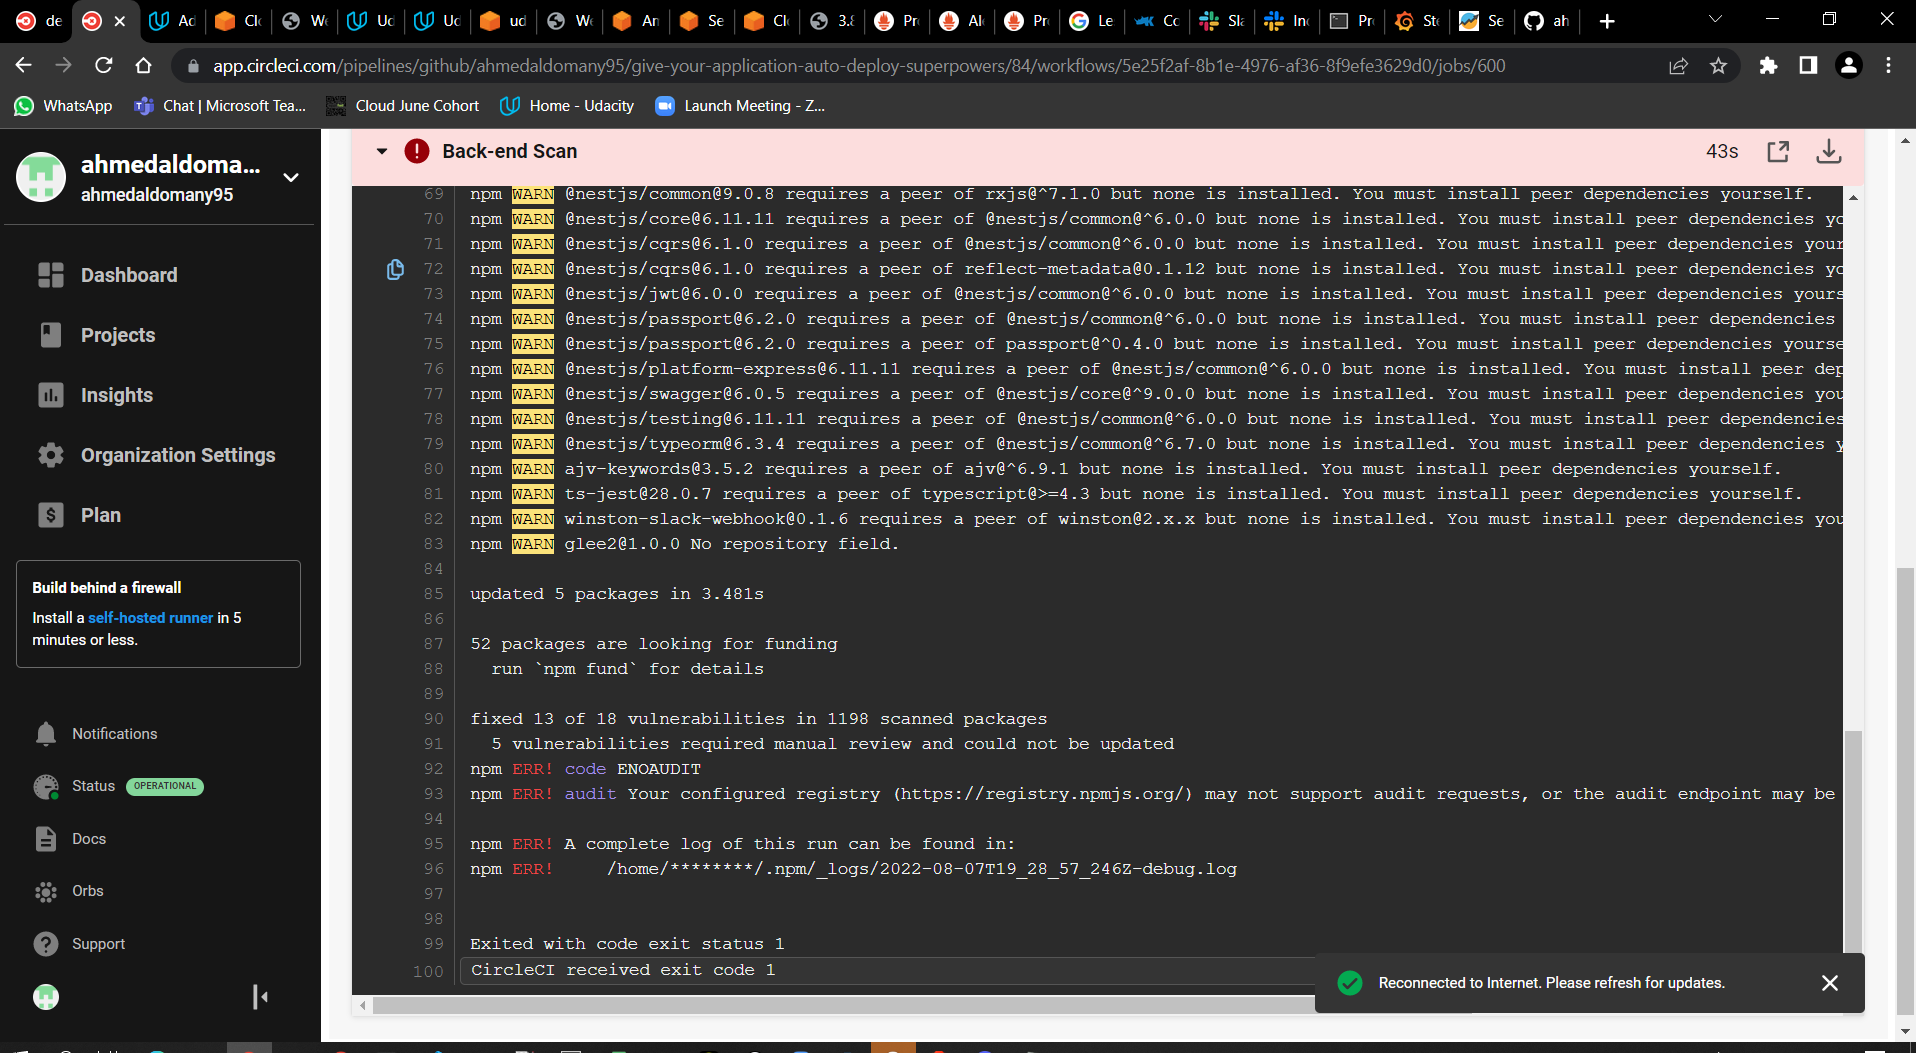 de
Ad
Clo
We
Ud
Ud
ud
We
An
Se
Clo
3.8
Pro
Ale
Pro
Le
Co
Sla
Inc
Pr
Ste
Se
ah
app.circleci.com/pipelines/github/ahmedaldomany95/give-your-application-auto-deploy-superpowers/84/workflows/5e25f2af-8b1e-4976-af36-8f9efe3629d0/jobs/600
WhatsApp
Chat | Microsoft Tea...
Cloud June Cohort
Home - Udacity
Launch Meeting - Z...
ahmedaldoma...
ahmedaldomany95
Dashboard
Projects
Insights
Organization Settings
Plan
Build behind a firewall
Install a self-hosted runner in 5
minutes or less.
Notifications
Status OPERATIONAL
Docs
Orbs
Support
Back-end Scan
43s
69 npm WARN @nestjs/common@9.0.8 requires a peer of rxjs@^7.1.0 but none is installed. You must install peer dependencies yourself.
70 npm WARN @nestjs/core@6.11.11 requires a peer of @nestjs/common@^6.0.0 but none is installed. You must install peer dependencies yo
71 npm WARN @nestjs/cqrs@6.1.0 requires a peer of @nestjs/common@^6.0.0 but none is installed. You must install peer dependencies your
72 npm WARN @nestjs/cqrs@6.1.0 requires a peer of reflect-metadata@0.1.12 but none is installed. You must install peer dependencies yo
73 npm WARN @nestjs/jwt@6.0.0 requires a peer of @nestjs/common@^6.0.0 but none is installed. You must install peer dependencies yours
74 npm WARN @nestjs/passport@6.2.0 requires a peer of @nestjs/common@^6.0.0 but none is installed. You must install peer dependencies
75 npm WARN @nestjs/passport@6.2.0 requires a peer of passport@^0.4.0 but none is installed. You must install peer dependencies yourse
76 npm WARN @nestjs/platform-express@6.11.11 requires a peer of @nestjs/common@^6.0.0 but none is installed. You must install peer dep
77 npm WARN @nestjs/swagger@6.0.5 requires a peer of @nestjs/core@^9.0.0 but none is installed. You must install peer dependencies you
78 npm WARN @nestjs/testing@6.11.11 requires a peer of @nestjs/common@^6.0.0 but none is installed. You must install peer dependencies
79 npm WARN @nestjs/typeorm@6.3.4 requires a peer of @nestjs/common@^6.7.0 but none is installed. You must install peer dependencies y
80 npm WARN ajv-keywords@3.5.2 requires a peer of ajv@^6.9.1 but none is installed. You must install peer dependencies yourself.
81 npm WARN ts-jest@28.0.7 requires a peer of typescript@>=4.3 but none is installed. You must install peer dependencies yourself.
82 npm WARN winston-slack-webhook@0.1.6 requires a peer of winston@2.x.x but none is installed. You must install peer dependencies you
83 npm WARN glee2@1.0.0 No repository field.
84
85 updated 5 packages in 3.481s
86
87 52 packages are looking for funding
88 run `npm fund` for details
89
90 fixed 13 of 18 vulnerabilities in 1198 scanned packages
91 5 vulnerabilities required manual review and could not be updated
92 npm ERR! code ENOAUDIT
93 npm ERR! audit Your configured registry (https://registry.npmjs.org/) may not support audit requests, or the audit endpoint may be
94
95 npm ERR! A complete log of this run can be found in:
96 npm ERR! /home/********/.npm/_logs/2022-08-07T19_28_57_246Z-debug.log
97
98
99 Exited with code exit status 1
100 CircleCI received exit code 1
Reconnected to Internet. Please refresh for updates.